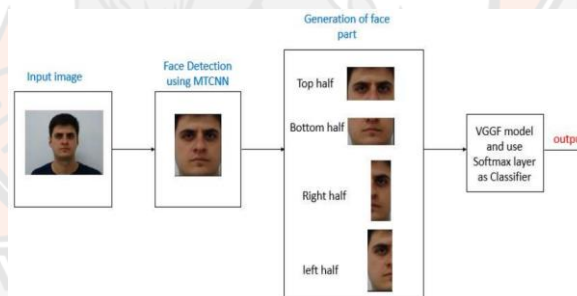 Generation of face
part
Input image
Face Detection
using MTCNN
Top half
Bottom half
Right half
left half
VGGF model
and use
Softmax layer
as Classifier
outpu